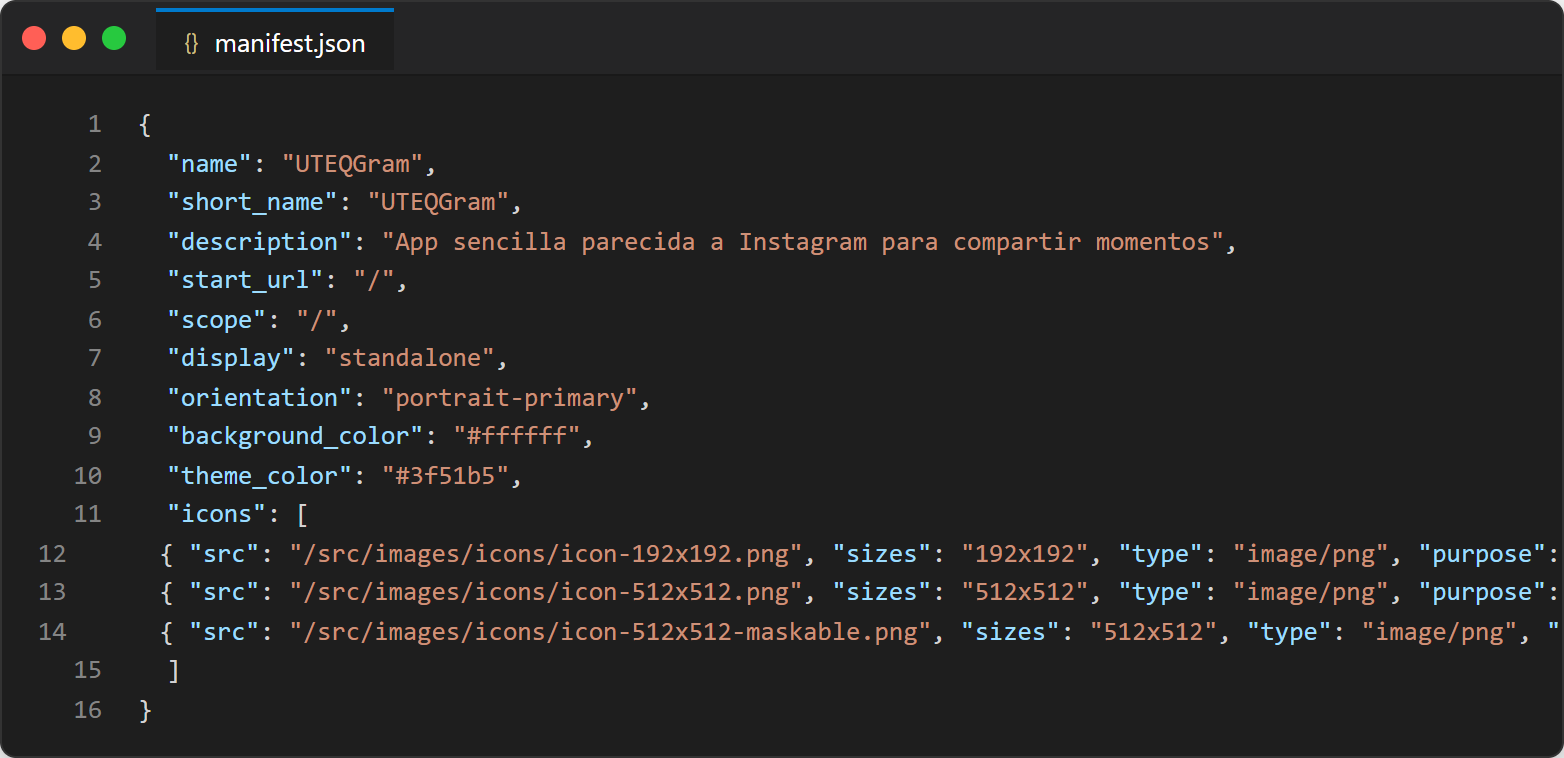 {} manifest.json
1 {
2 "name": "UTEQGram",
3 "short_name": "UTEQGram",
4 "description": "App sencilla parecida a Instagram para compartir momentos",
5 "start_url": "/",
6 "scope": "/",
7 "display": "standalone",
8 "orientation": "portrait-primary",
9 "background_color": "#ffffff",
10 "theme_color": "#3f51b5",
11 "icons": [
12 { "src": "/src/images/icons/icon-192x192.png", "sizes": "192x192", "type": "image/png", "purpose":
13 { "src": "/src/images/icons/icon-512x512.png", "sizes": "512x512", "type": "image/png", "purpose":
14 { "src": "/src/images/icons/icon-512x512-maskable.png", "sizes": "512x512", "type": "image/png", "
15 ]
16 }